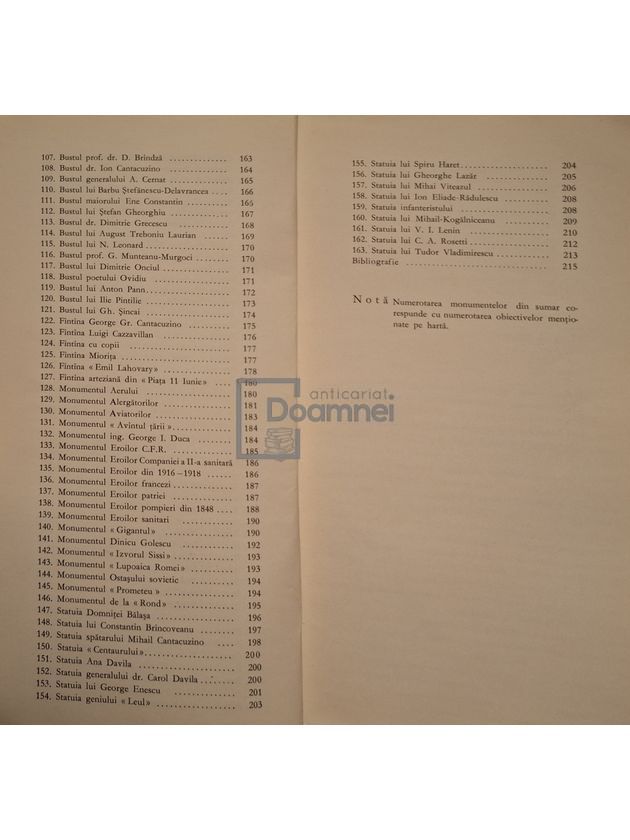 107. Bustul prof. dr. D. Brindză .............. 163
108. Bustul dr. Ion Cantacuzino .............. 164
109. Bustul generalului A. Cernat .............. 165
110. Bustul lui Barbu Ștefănescu-Delavrancea .... 166
111. Bustul maiorului Ene Constantin .......... 166
112. Bustul lui Ștefan Gheorghiu .............. 167
113. Bustul dr. Dimitrie Grecescu .............. 168
114. Bustul lui August Treboniu Laurian ...... 169
115. Bustul lui N. Leonard .................... 170
116. Bustul prof. G. Munteanu-Murgoci ........ 170
117. Bustul lui Dimitrie Onciul ................ 171
118. Bustul poetului Ovidiu .................. 171
119. Bustul lui Anton Pann .................... 172
120. Bustul lui Ilie Pintilie .................... 173
121. Bustul lui Gh. Șincai .................... 174
122. Fîntîna George Gr. Cantacuzino .......... 175
123. Fîntîna Luigi Cazzavillan ................ 176
124. Fîntîna cu copii ........................ 177
125. Fîntîna Miorița .......................... 177
126. Fîntîna « Emil Lahovary » ................ 178
127. Fîntîna arteziană din « Piața 11 Iunie » .... 180
128. Monumentul Aerului .................... 180
129. Monumentul Alergătorilor ................ 181
130. Monumentul Aviatorilor .................. 183
131. Monumentul « Avîntul țării » .............. 184
132. Monumentul ing. George I. Duca ........ 184
133. Monumentul Eroilor C.F.R. .............. 185
134. Monumentul Eroilor Companiei a II-a sanitară 186
135. Monumentul Eroilor din 1916-1918 ...... 186
136. Monumentul Eroilor francezi .............. 187
137. Monumentul Eroilor patriei .............. 187
138. Monumentul Eroilor pompieri din 1848 .... 188
139. Monumentul Eroilor sanitari .............. 190
140. Monumentul « Gigantul » ................ 190
141. Monumentul Dinicu Golescu .............. 192
142. Monumentul « Izvorul Sissi » .............. 193
143. Monumentul « Lupoaica Romei » .......... 193
144. Monumentul Ostașului sovietic ............ 194
145. Monumentul « Prometeu » ................ 194
146. Monumentul de la « Rond » .............. 195
147. Statuia Domniței Bălașa .................. 196
148. Statuia lui Constantin Brîncoveanu ........ 197
149. Statuia spătarului Mihail Cantacuzino .... 198
150. Statuia « Centaurului » .................... 200
151. Statuia Ana Davila ...................... 200
152. Statuia generalului dr. Carol Davila ........ 200
153. Statuia lui George Enescu ................ 201
154. Statuia geniului « Leul » .................. 203
155. Statuia lui Spiru Haret .................... 204
156. Statuia lui Gheorghe Lazăr ................ 205
157. Statuia lui Mihai Viteazul ................ 206
158. Statuia lui Ion Eliade-Rădulescu .......... 208
159. Statuia infanteristului .................... 208
160. Statuia lui Mihail-Kogălniceanu .......... 209
161. Statuia lui V. I. Lenin .................... 210
162. Statuia lui C. A. Rosetti .................. 212
163. Statuia lui Tudor Vladimirescu ............ 213
Bibliografie .................................. 215
Notă Numerotarea monumentelor din sumar co-
respunde cu numerotarea obiectivelor mențio-
nate pe hartă.
anticariat
Doamnei